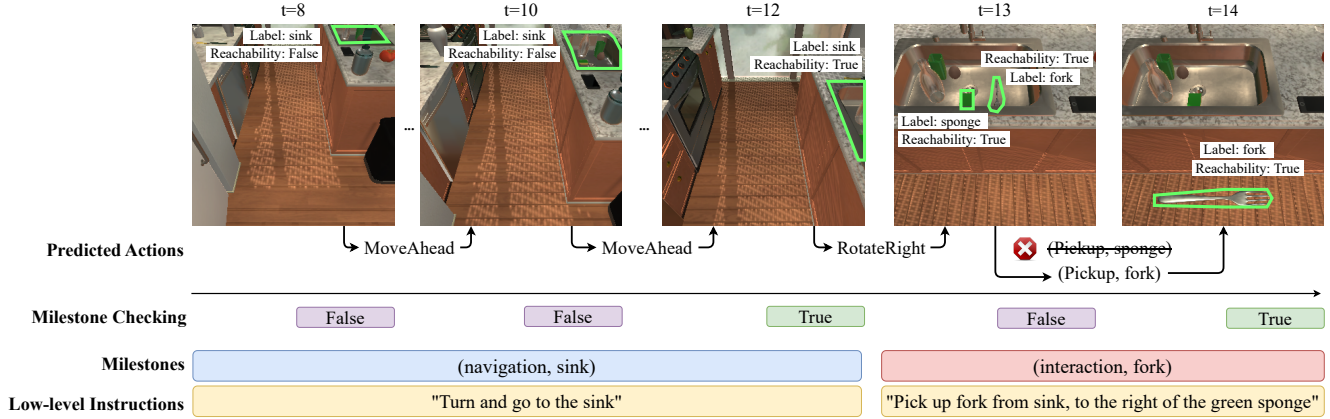 t=8
t=10
t=12
t=13
t=14
Label: sink
Reachability: False
Label: sink
Reachability: False
Label: sink
Reachability: True
Reachability: True
Label: fork
Label: sponge
Reachability: True
Label: fork
Reachability: True
...
...
Predicted Actions
MoveAhead
MoveAhead
RotateRight
(Pickup, sponge)
(Pickup, fork)
Milestone Checking
False
False
True
False
True
Milestones
(navigation, sink)
(interaction, fork)
Low-level Instructions
"Turn and go to the sink"
"Pick up fork from sink, to the right of the green sponge"